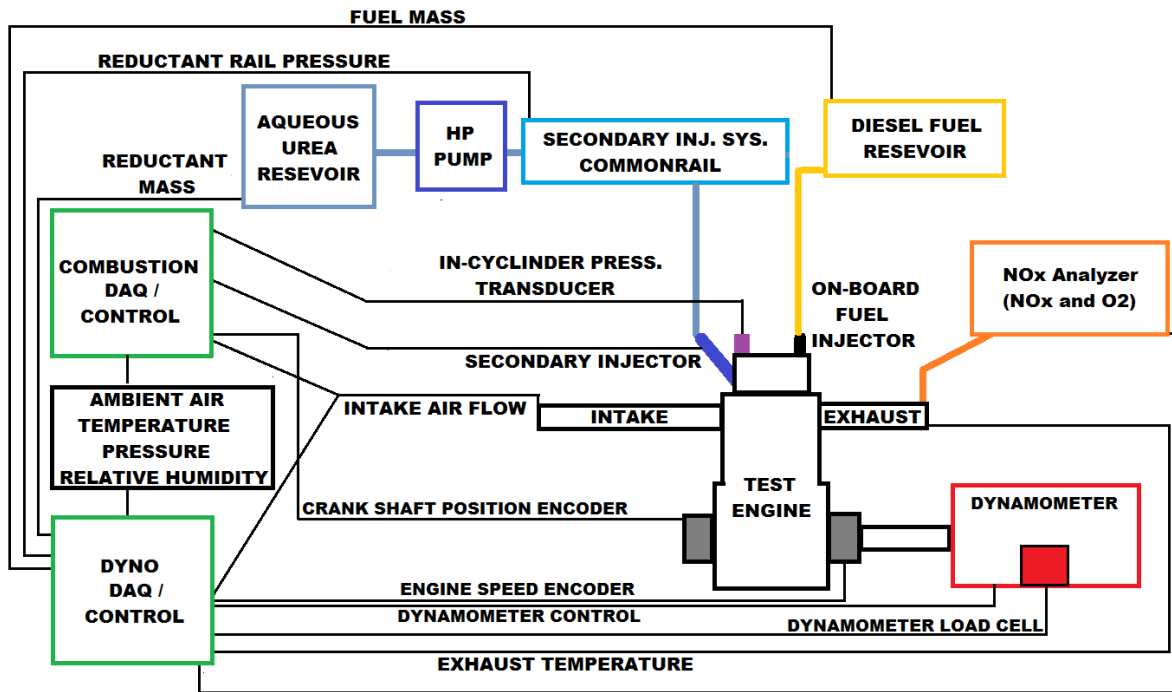 FUEL MASS
REDUCTANT RAIL PRESSURE
AQUEOUS
UREA
RESEVOIR
HP
PUMP
SECONDARY INJ. SYS.
COMMONRAIL
DIESEL FUEL
RESEVOIR
REDUCTANT
MASS
COMBUSTION
DAQ /
CONTROL
IN-CYLINDER PRESS.
TRANSDUCER
ON-BOARD
FUEL
INJECTOR
NOx Analyzer
(NOx and O2)
SECONDARY INJECTOR
AMBIENT AIR
TEMPERATURE
PRESSURE
RELATIVE HUMIDITY
INTAKE AIR FLOW
INTAKE
EXHAUST
CRANK SHAFT POSITION ENCODER
TEST
ENGINE
DYNAMOMETER
DYNO
DAQ /
CONTROL
ENGINE SPEED ENCODER
DYNAMOMETER CONTROL
DYNAMOMETER LOAD CELL
EXHAUST TEMPERATURE